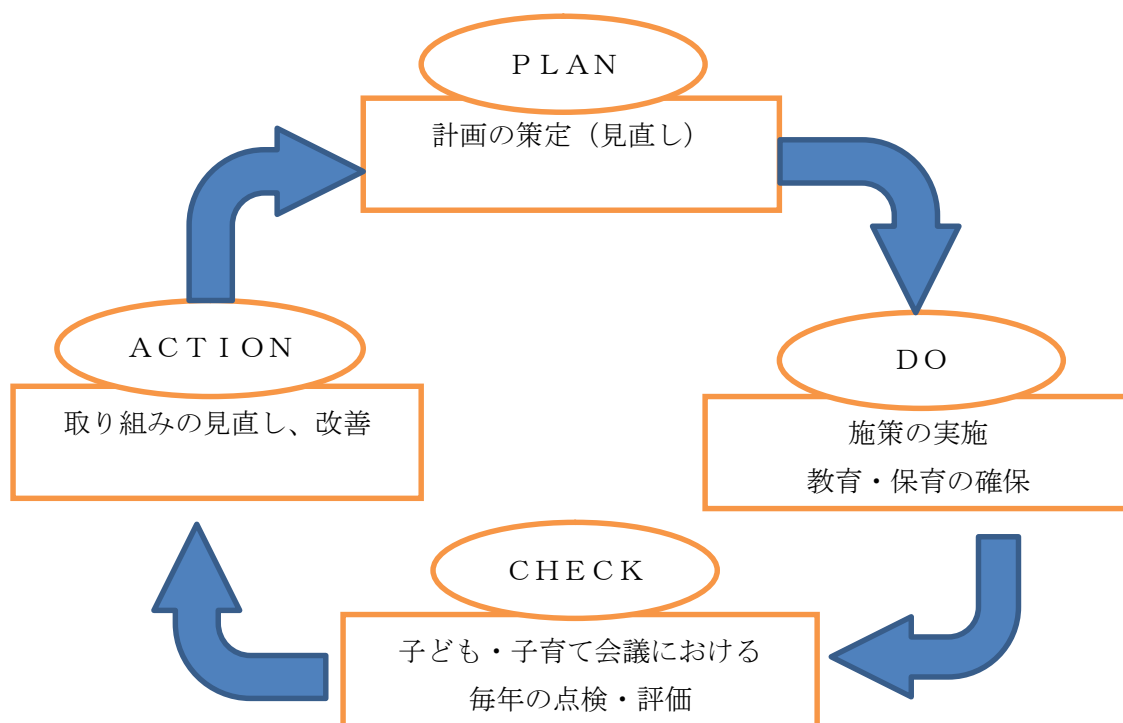 ＰＬＡＮ
計画の策定（見直し）
ＤＯ
施策の実施
教育・保育の確保
ＣＨＥＣＫ
子ども・子育て会議における
毎年の点検・評価
ＡＣＴＩＯＮ
取り組みの見直し、改善